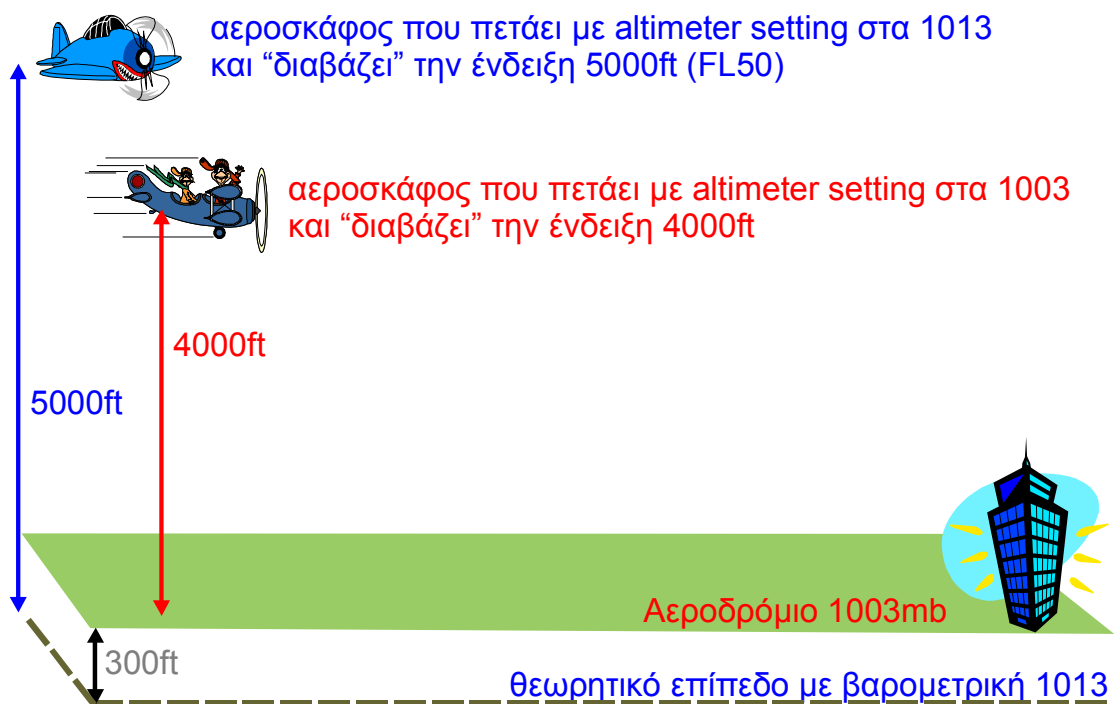 αεροσκάφος που πετάει με altimeter setting στα 1013
και “διαβάζει” την ένδειξη 5000ft (FL50)
αεροσκάφος που πετάει με altimeter setting στα 1003
και “διαβάζει” την ένδειξη 4000ft
4000ft
5000ft
Αεροδρόμιο 1003mb
300ft
θεωρητικό επίπεδο με βαρομετρική 1013